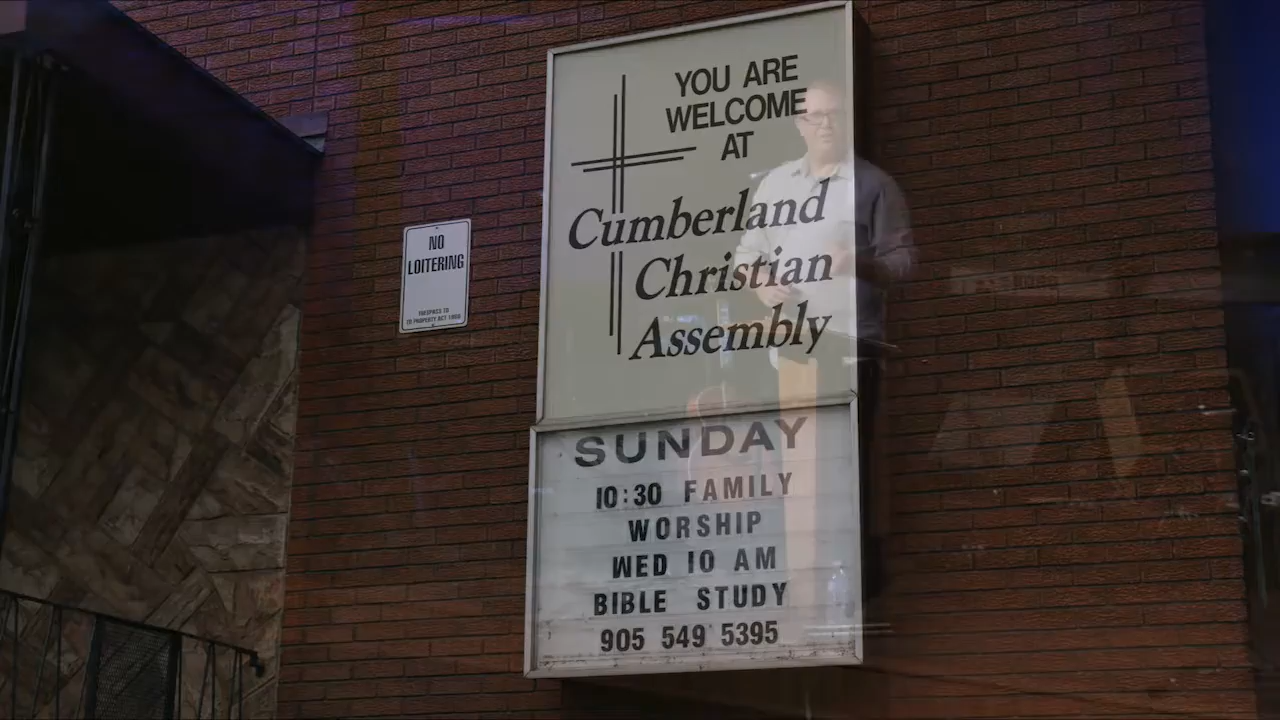 YOU ARE
WELCOME
AT
Cumberland
Christian
Assembly
NO
LOITERING
SUNDAY
10:30 FAMILY
WORSHIP
WED 10 AM
BIBLE STUDY
905 549 5395